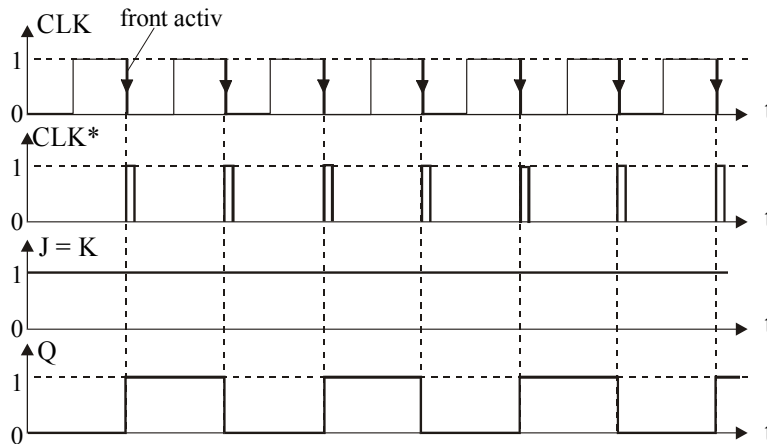 CLK front activ
1
0 t
CLK*
1
0 t
J = K
1
0 t
Q
1
0 t